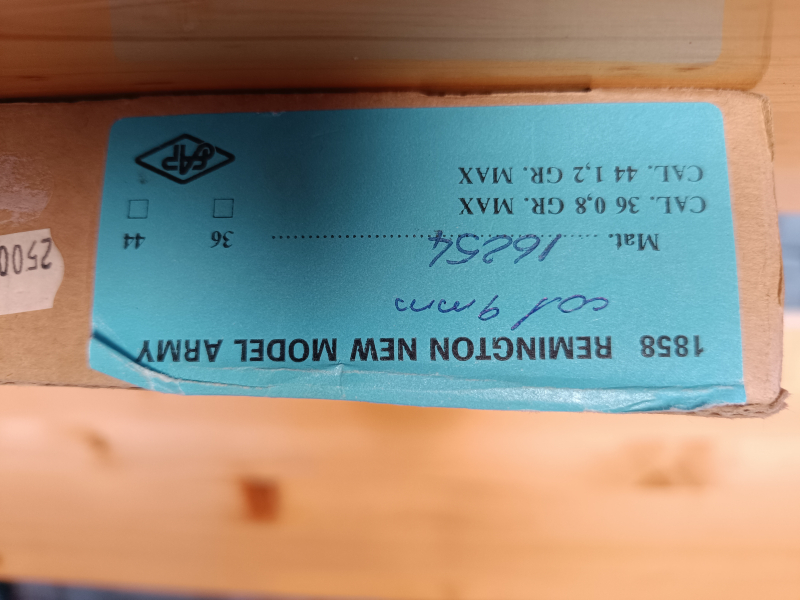 1858 REMINGTON NEW MODEL ARMY
cal 9mm
Mat. 16254 36 44
CAL. 36 0,8 GR. MAX
CAL. 44 1,2 GR. MAX
2500